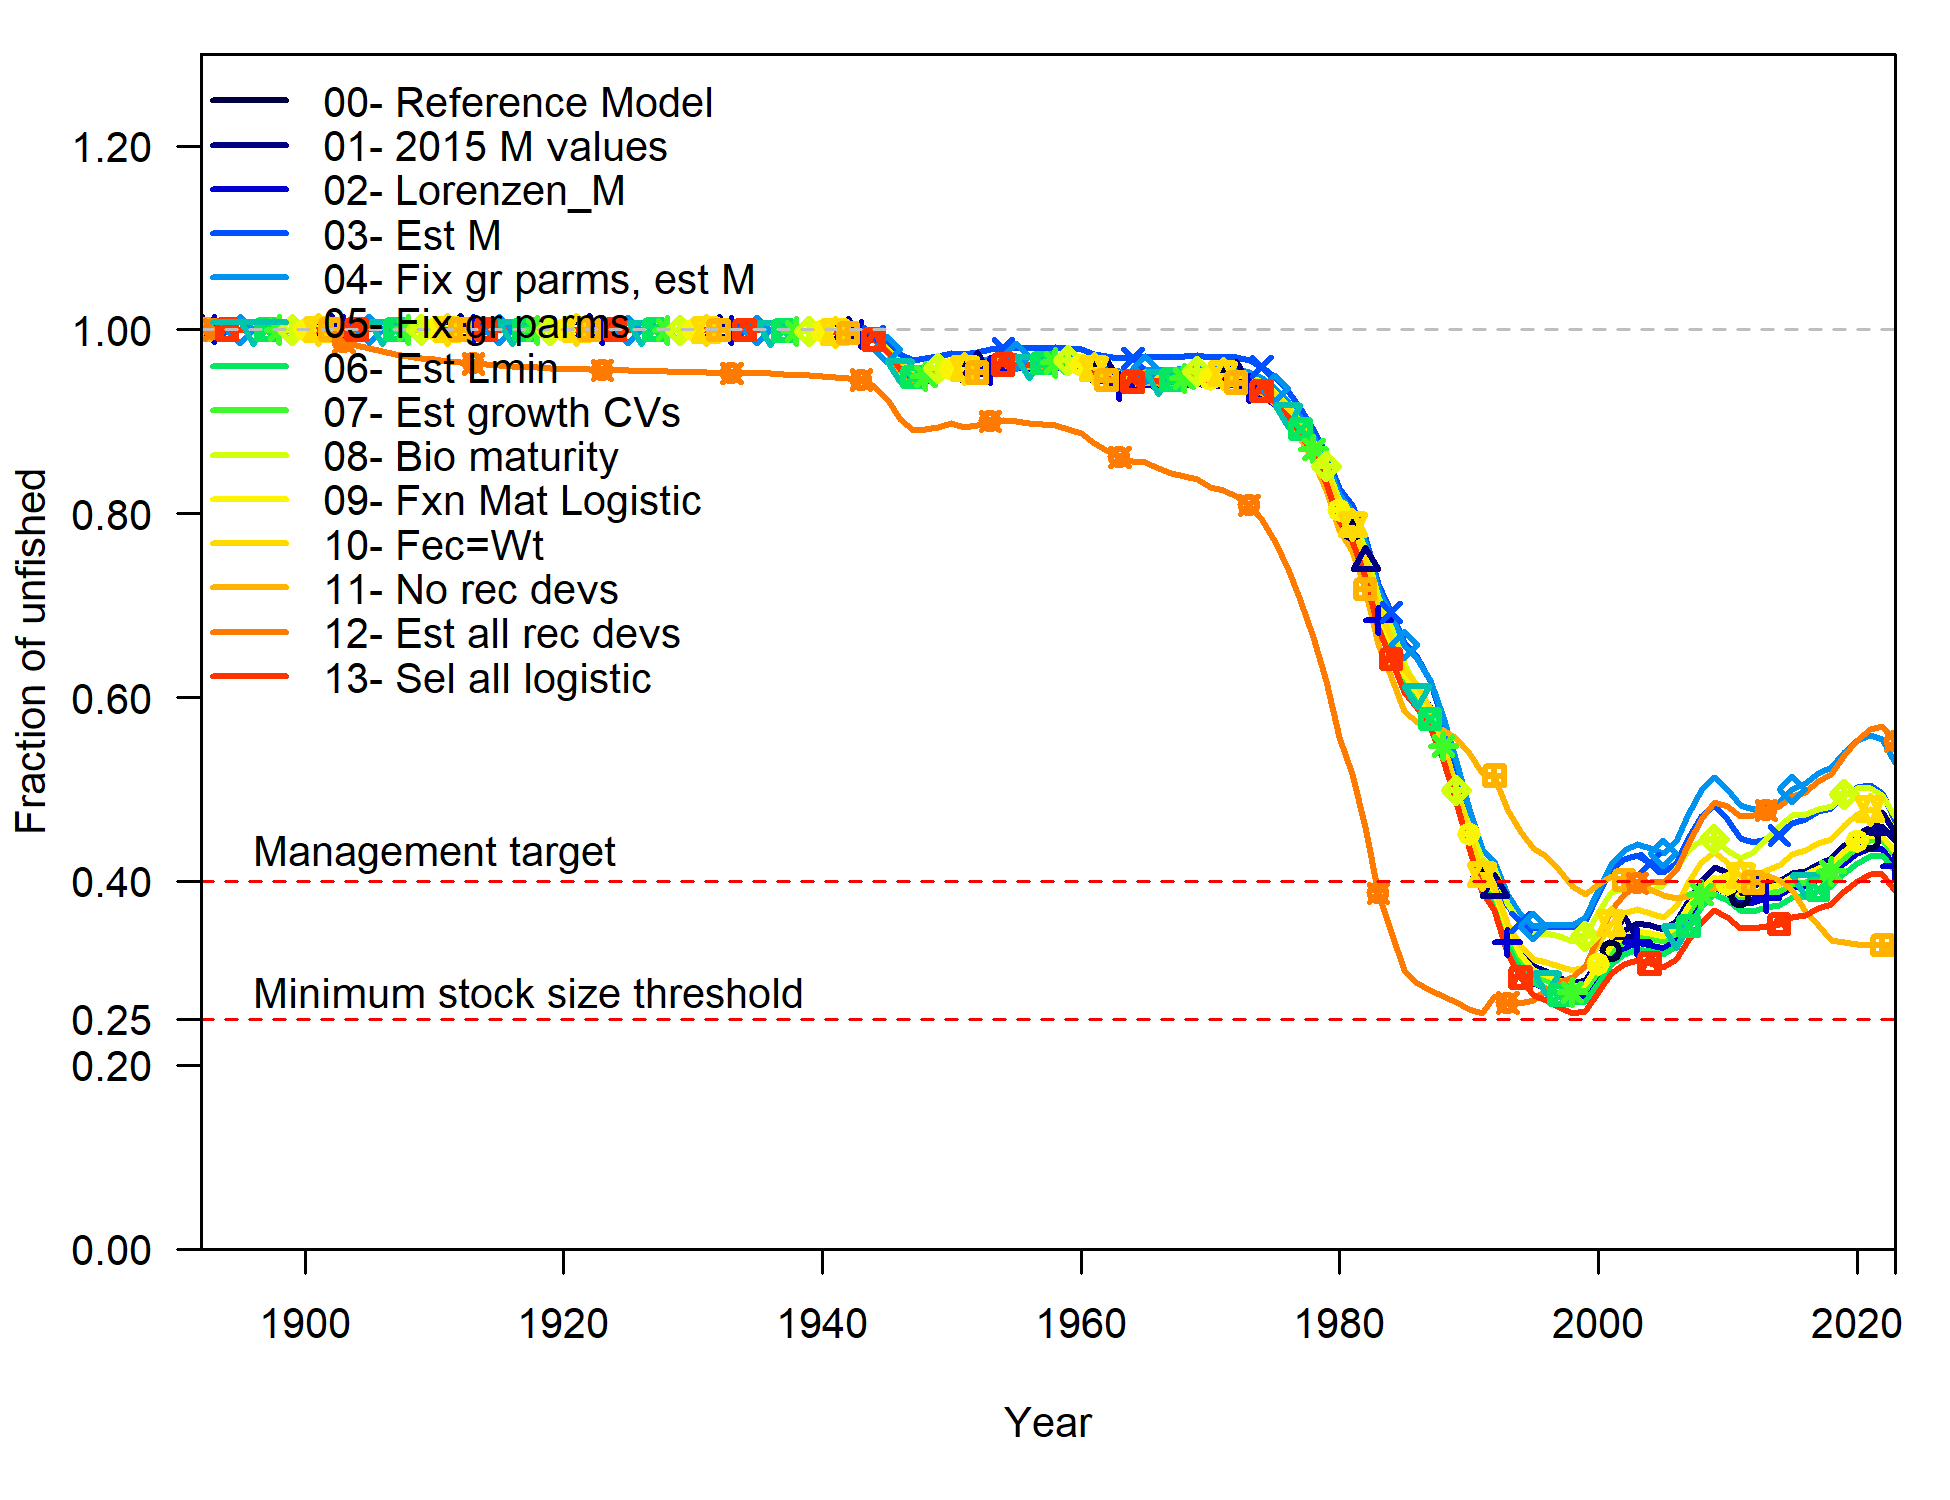 00- Reference Model
01- 2015 M values
02- Lorenzen_M
03- Est M
04- Fix gr parms, est M
05- Fix gr parms
06- Est Lmin
07- Est growth CVs
08- Bio maturity
09- Fxn Mat Logistic
10- Fec=Wt
11- No rec devs
12- Est all rec devs
13- Sel all logistic
1.20
1.00
0.80
0.60
0.40
0.25
0.20
0.00
Fraction of unfished
Management target
Minimum stock size threshold
1900 1920 1940 1960 1980 2000 2020
Year